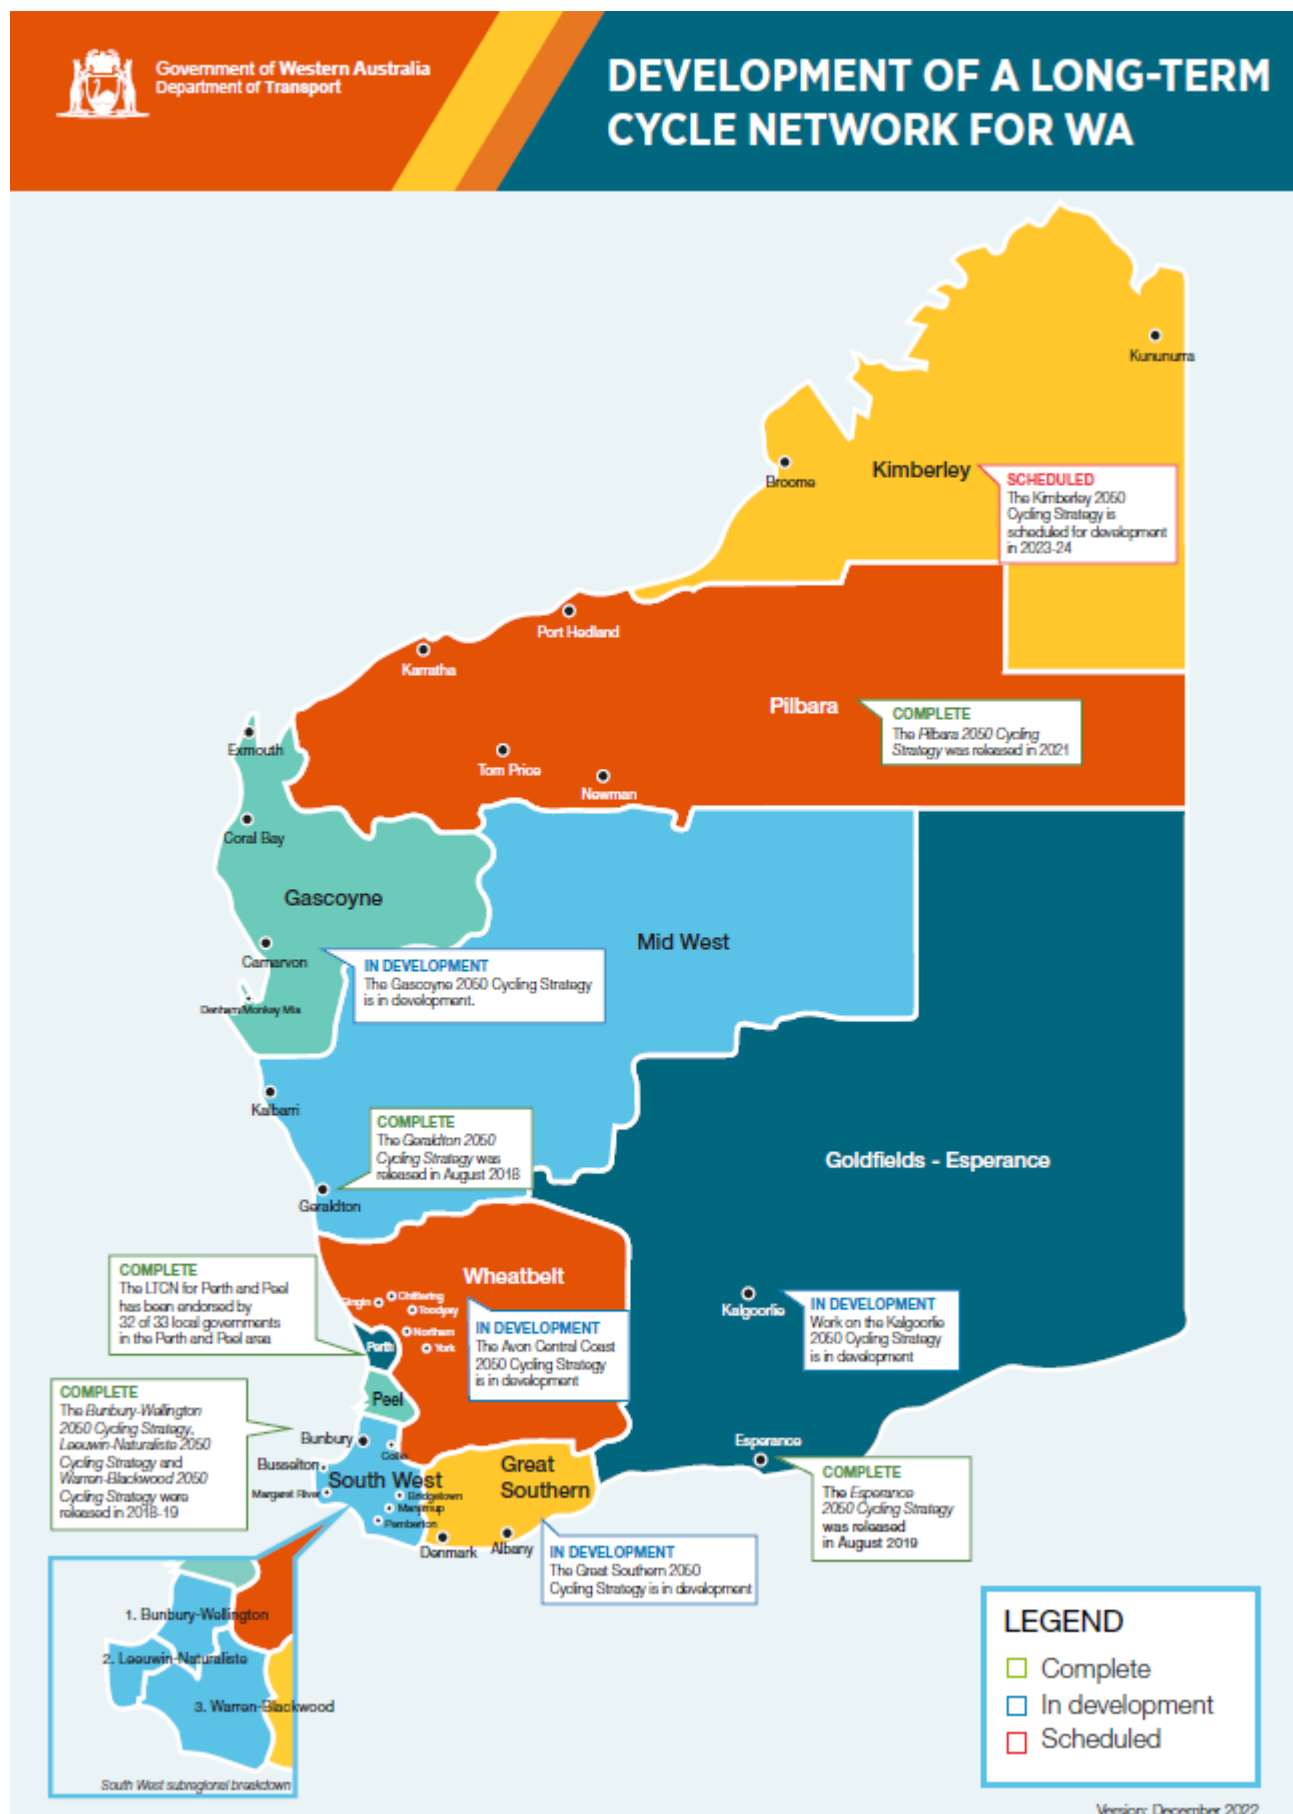 Government of Western Australia
Department of Transport
DEVELOPMENT OF A LONG-TERM
CYCLE NETWORK FOR WA
Kununurra
Broome
Kimberley
SCHEDULED
The Kimberley 2050
Cycling Strategy is
scheduled for development
in 2023-24
Port Hedland
Karratha
Pilbara
COMPLETE
The Pilbara 2050 Cycling
Strategy was released in 2021
Exmouth
Tom Price
Newman
Coral Bay
Gascoyne
Mid West
Carnarvon
IN DEVELOPMENT
The Gascoyne 2050 Cycling Strategy
is in development.
Denham/Monkey Mia
Kalbarri
COMPLETE
The Geraldton 2050
Cycling Strategy was
released in August 2018
Geraldton
Goldfields - Esperance
COMPLETE
The LTCN for Perth and Peel
has been endorsed by
32 of 33 local governments
in the Perth and Peel area
Wheatbelt
Gingin
Chittering
Toodyay
Northam
York
Perth
IN DEVELOPMENT
The Avon Central Coast
2050 Cycling Strategy
is in development
Kalgoorlie
IN DEVELOPMENT
Work on the Kalgoorlie
2050 Cycling Strategy
is in development
Peel
COMPLETE
The Bunbury-Wellington
2050 Cycling Strategy,
Leeuwin-Naturaliste 2050
Cycling Strategy and
Warren-Blackwood 2050
Cycling Strategy were
released in 2018-19
Bunbury
Collie
Busselton
South West
Margaret River
Bridgetown
Manjimup
Pemberton
Great
Southern
Denmark
Albany
IN DEVELOPMENT
The Great Southern 2050
Cycling Strategy is in development
Esperance
COMPLETE
The Esperance
2050 Cycling Strategy
was released
in August 2019
1. Bunbury-Wellington
2. Leeuwin-Naturaliste
3. Warren-Blackwood
South West subregional breakdown
LEGEND
Complete
In development
Scheduled
Version: December 2022